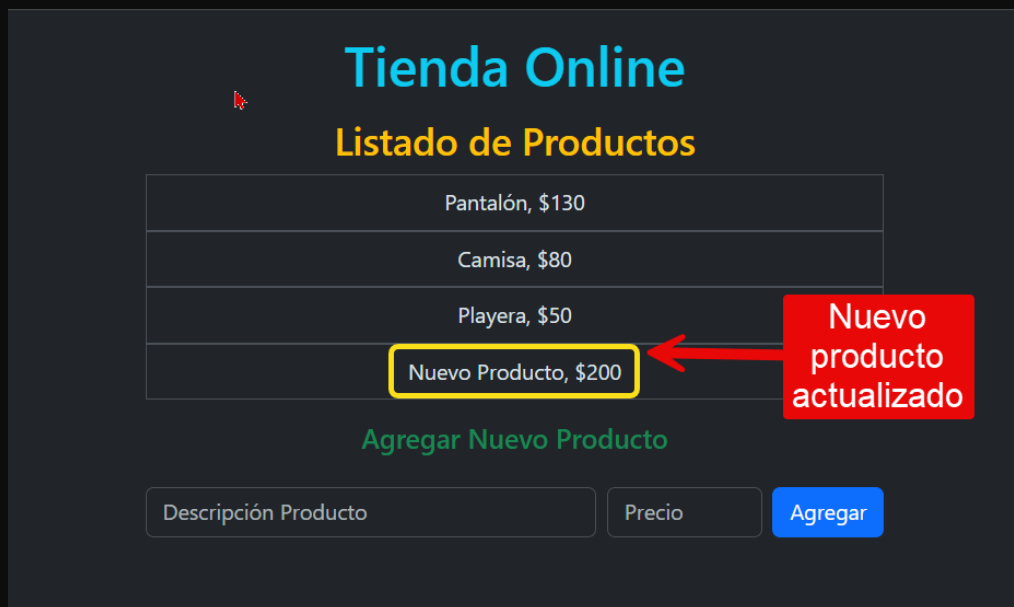 Tienda Online
Listado de Productos
Pantalón, $130
Camisa, $80
Playera, $50
Nuevo Producto, $200
Nuevo
producto
actualizado
Agregar Nuevo Producto
Descripción Producto
Precio
Agregar